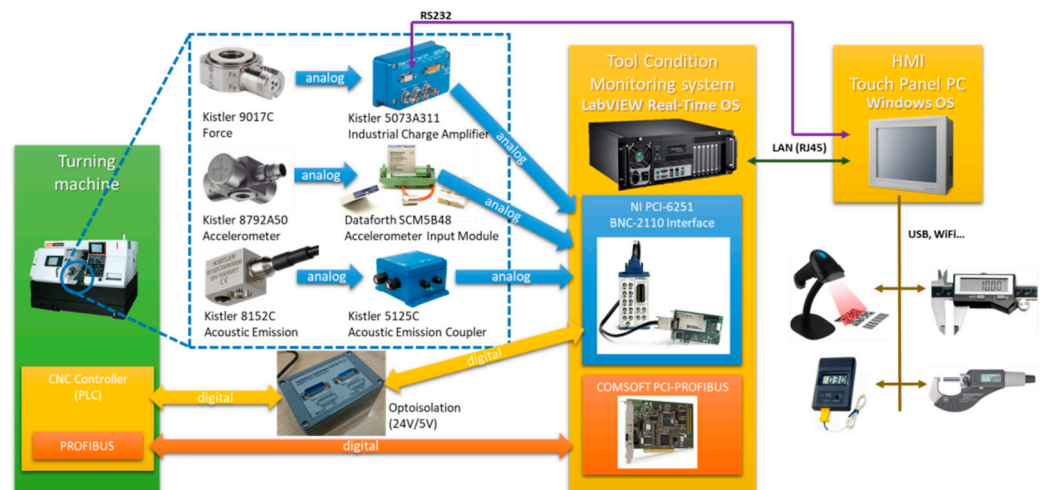 RS232
Turning
machine
CNC Controller
(PLC)
PROFIBUS
Kistler 9017C
Force
analog
Kistler 5073A311
Industrial Charge Amplifier
analog
Kistler 8792A50
Accelerometer
analog
Dataforth SCM5B48
Accelerometer Input Module
analog
KISTLER
Kistler 8152C
Acoustic Emission
analog
Kistler 5125C
Acoustic Emission Coupler
analog
digital
Optoisolation
(24V/5V)
digital
digital
Tool Condition
Monitoring system
LabVIEW Real-Time OS
NI PCI-6251
BNC-2110 Interface
COMSOFT PCI-PROFIBUS
LAN (RJ45)
HMI
Touch Panel PC
Windows OS
USB, WiFi...